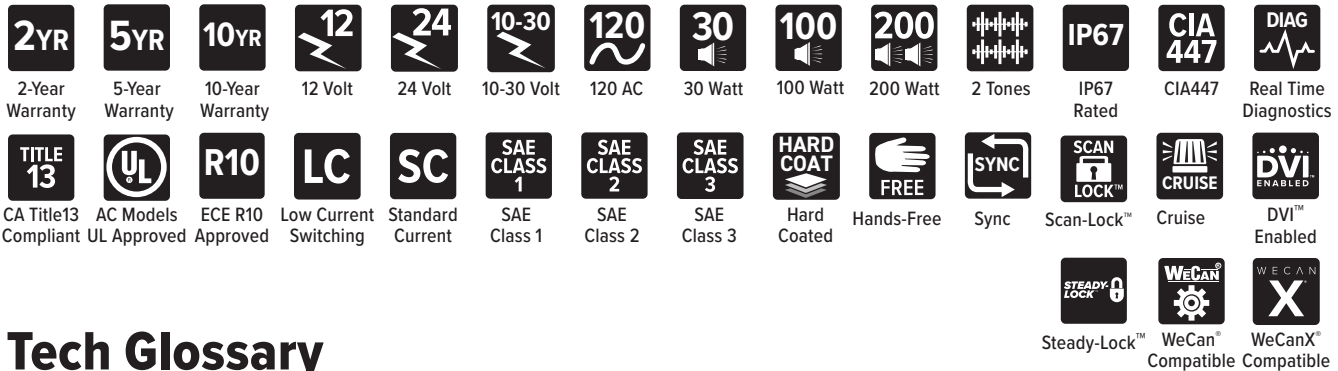 2YR 5YR 10YR 12 24 10-30 120 30 100 200 IP67 CIA 447 DIAG
2-Year Warranty
5-Year Warranty
10-Year Warranty
12 Volt
24 Volt
10-30 Volt
120 AC
30 Watt
100 Watt
200 Watt
2 Tones
IP67 Rated
CIA447
Real Time Diagnostics
TITLE 13 UL R10 LC SC SAE CLASS 1 SAE CLASS 2 SAE CLASS 3 HARD COAT FREE SYNC SCAN LOCK™ CRUISE DVI™ ENABLED
CA Title13 Compliant
AC Models UL Approved
ECE R10 Approved
Low Current Switching
Standard Current
SAE Class 1
SAE Class 2
SAE Class 3
Hard Coated
Hands-Free
Sync
Scan-Lock™
Cruise
DVI™ Enabled
STEADY-LOCK WECAN® WECAN X
Steady-Lock™
WeCan® Compatible
WeCanX® Compatible
Tech Glossary